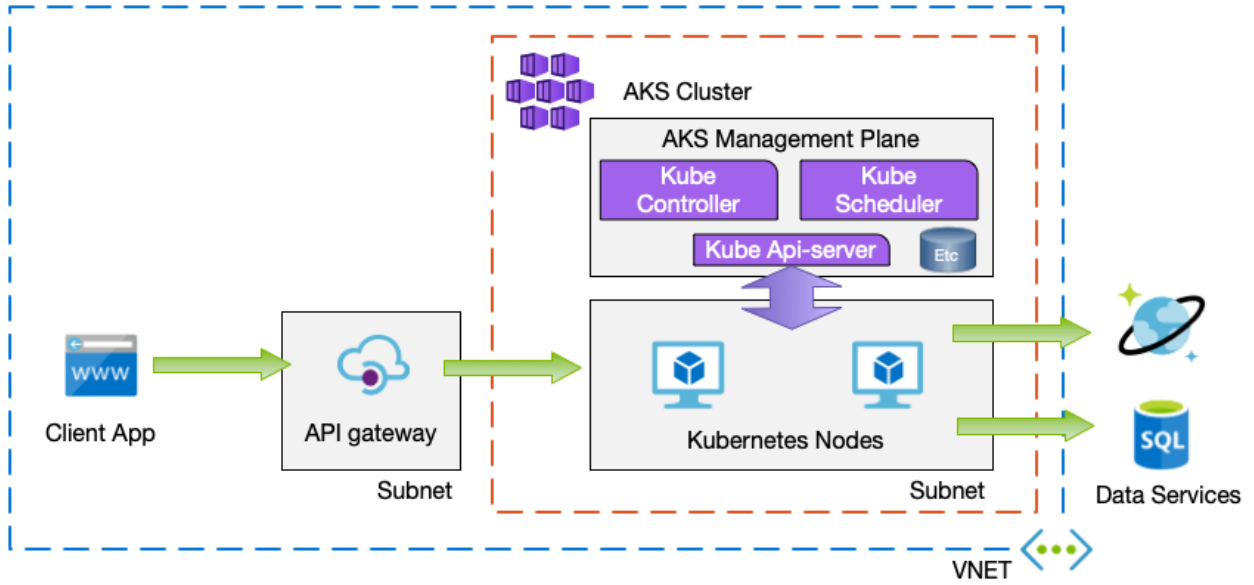 AKS Cluster
AKS Management Plane
Kube
Controller
Kube
Scheduler
Kube Api-server
Etc
www
Client App
API gateway
Subnet
Kubernetes Nodes
Subnet
SQL
Data Services
VNET